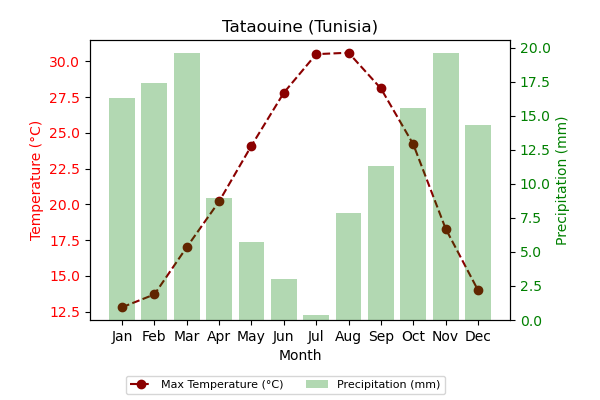 Tataouine (Tunisia)
30.0
27.5
25.0
22.5
20.0
17.5
15.0
12.5
Temperature (°C)
20.0
17.5
15.0
12.5
10.0
7.5
5.0
2.5
0.0
Precipitation (mm)
Jan Feb Mar Apr May Jun Jul Aug Sep Oct Nov Dec
Month
Max Temperature (°C) Precipitation (mm)